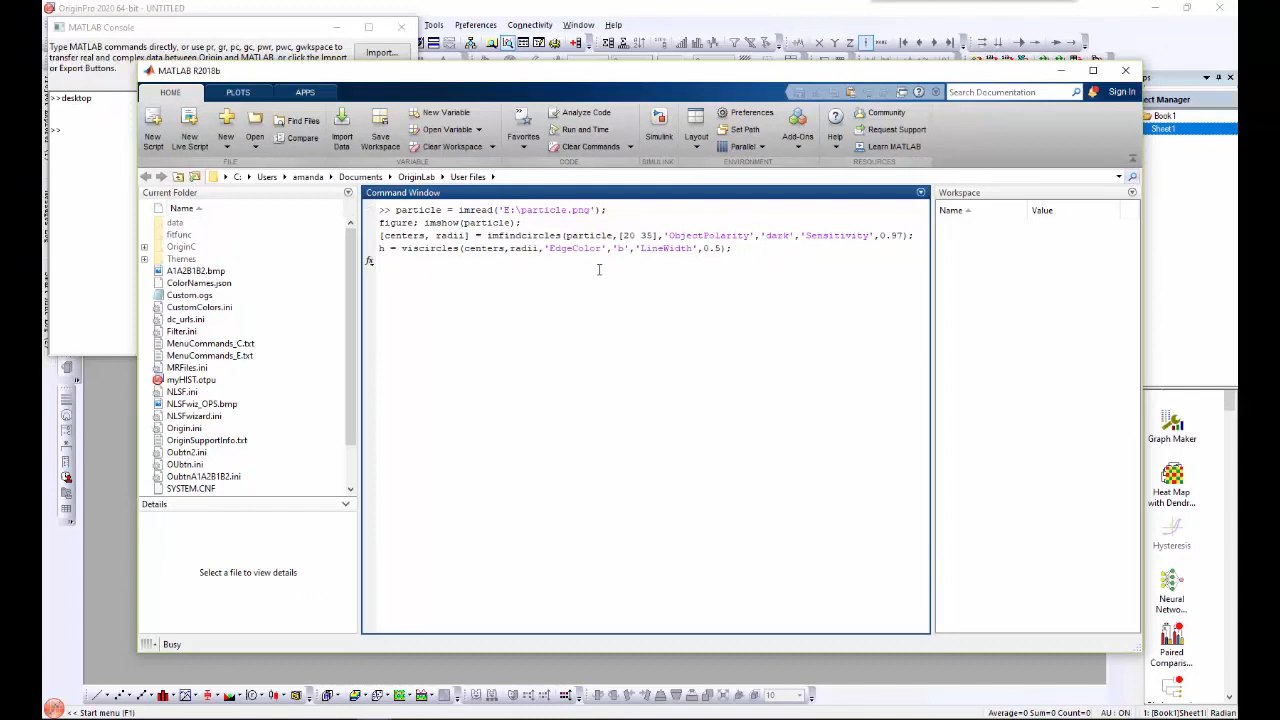 OriginPro 2020 64-bit - UNTITLED
Tools Preferences Connectivity Window Help
MATLAB Console
Type MATLAB commands directly, or use pr, gr, pc, gc, pwr, pwc, gwkspace to
transfer real and complex data between Origin and MATLAB, or click the Import
or Export Buttons.
Import...
>>desktop
>>
MATLAB R2018b
HOME PLOTS APPS
Search Documentation
Sign In
New Script
New Live Script
New
Open
Find Files
Compare
Import Data
Save Workspace
New Variable
Open Variable
Clear Workspace
Favorites
Analyze Code
Run and Time
Clear Commands
Simulink
Layout
Preferences
Set Path
Parallel
Add-Ons
Help
Community
Request Support
Learn MATLAB
FILE VARIABLE CODE SIMULINK ENVIRONMENT RESOURCES
C: Users amanda Documents OriginLab User Files
Current Folder
Name
data
fitfunc
OriginC
Themes
A1A2B1B2.bmp
ColorNames.json
Custom.ogs
CustomColors.ini
dc_urls.ini
Filter.ini
MenuCommands_C.txt
MenuCommands_E.txt
MRFiles.ini
myHIST.otpu
NLSF.ini
NLSFwiz_OPS.bmp
NLSFwizard.ini
Origin.ini
OriginSupportInfo.txt
Oubtn2.ini
OUbtn.ini
OubtnA1A2B1B2.ini
SYSTEM.CNF
Details
Select a file to view details
Busy
Command Window
>> particle = imread('E:\particle.png');
figure; imshow(particle);
[centers, radii] = imfindcircles(particle,[20 35],'ObjectPolarity','dark','Sensitivity',0.97);
h = viscircles(centers,radii,'EdgeColor','b','LineWidth',0.5);
fx
Workspace
Name Value
ps
ect Manager
Book1
Sheet1
Graph Maker
Heat Map
with Dendr...
Hysteresis
Neural
Netwo...
Paired
Comparis...
10
<< Start menu (F1)
Average=0 Sum=0 Count=0 AU : ON 1: [Book1]Sheet1! Radian